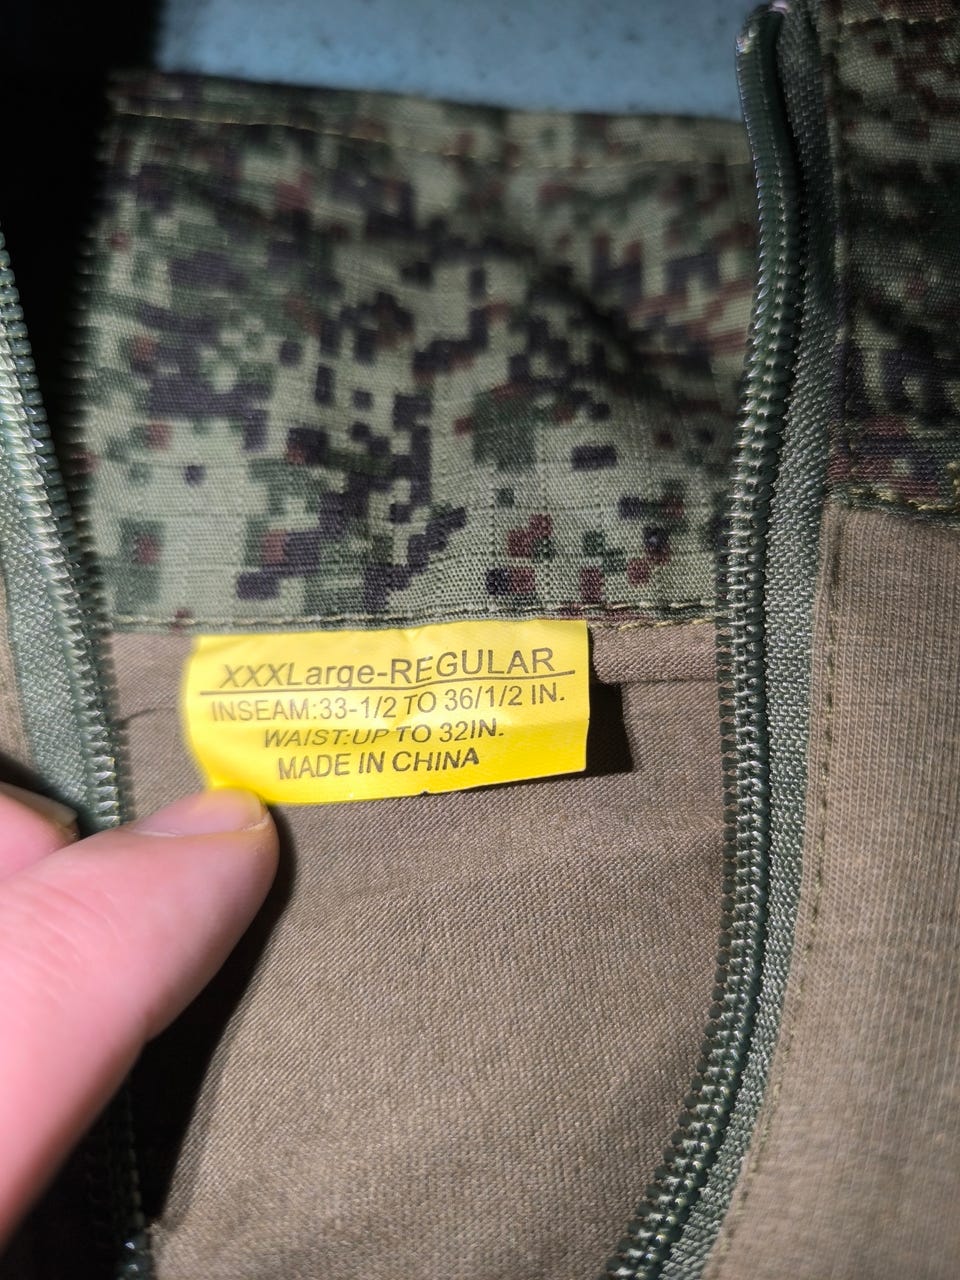 XXXLarge-REGULAR
INSEAM:33-1/2 TO 36/1/2 IN.
WAIST:UP TO 32IN.
MADE IN CHINA